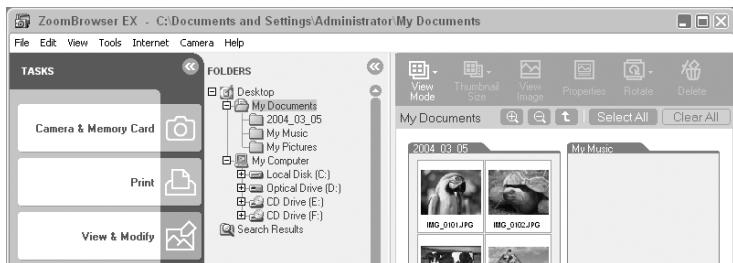 ZoomBrowser EX - C:\Documents and Settings\Administrator\My Documents
File Edit View Tools Internet Camera Help
TASKS
Camera & Memory Card
Print
View & Modify
FOLDERS
Desktop
My Documents
2004_03_05
My Music
My Pictures
My Computer
Local Disk (C:)
Optical Drive (D:)
CD Drive (E:)
CD Drive (F:)
Search Results
View Mode
Thumbnail Size
View Image
Properties
Rotate
Delete
My Documents
Select All
Clear All
2004_03_05
IMG_0101.JPG
IMG_0102.JPG
My Music